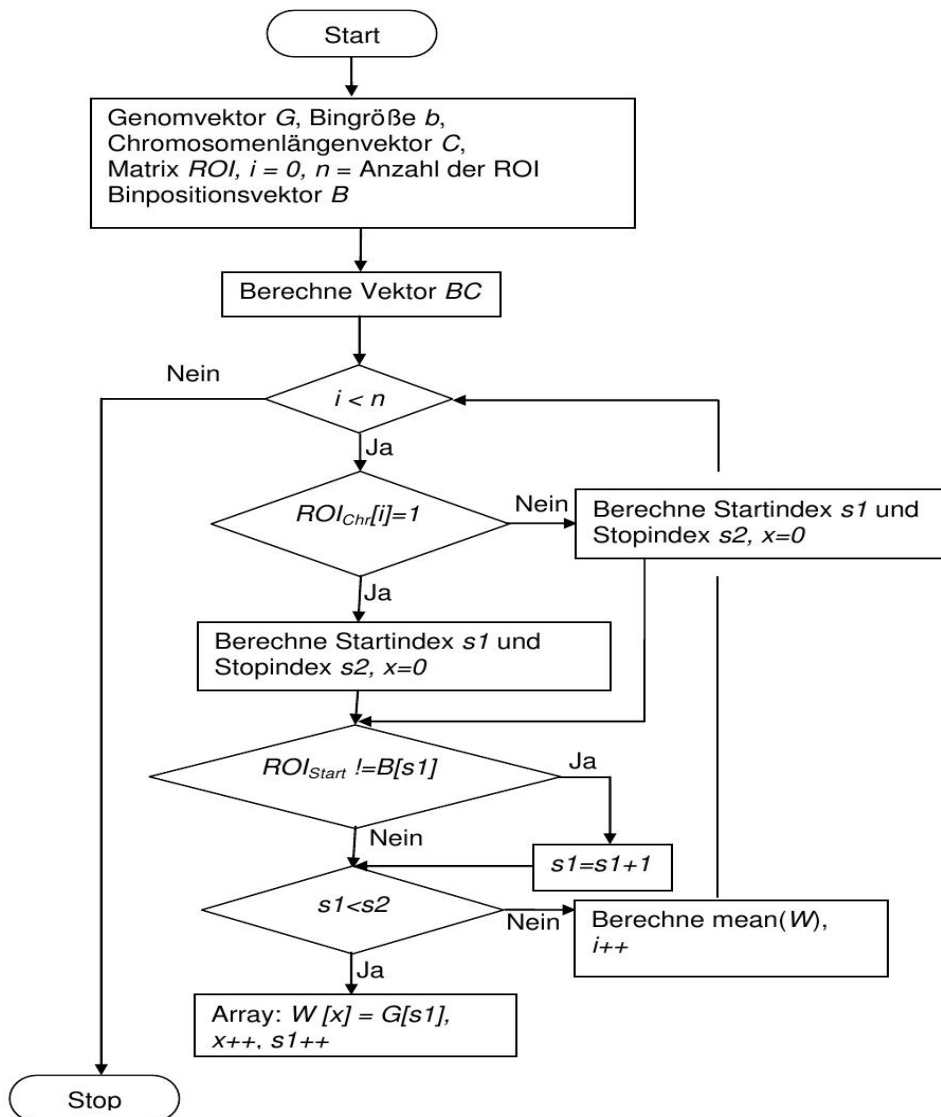 Start
Genomvektor G, Bingröße b,
Chromosomenlängenvektor C,
Matrix ROI, i = 0, n = Anzahl der ROI
Binpositionsvektor B
Berechne Vektor BC
Nein
i < n
Ja
ROIChr[i]=1
Nein
Berechne Startindex s1 und
Stopindex s2, x=0
Ja
Berechne Startindex s1 und
Stopindex s2, x=0
ROIStart !=B[s1]
Ja
Nein
s1=s1+1
s1<s2
Nein
Berechne mean(W),
i++
Ja
Array: W [x] = G[s1],
x++, s1++
Stop